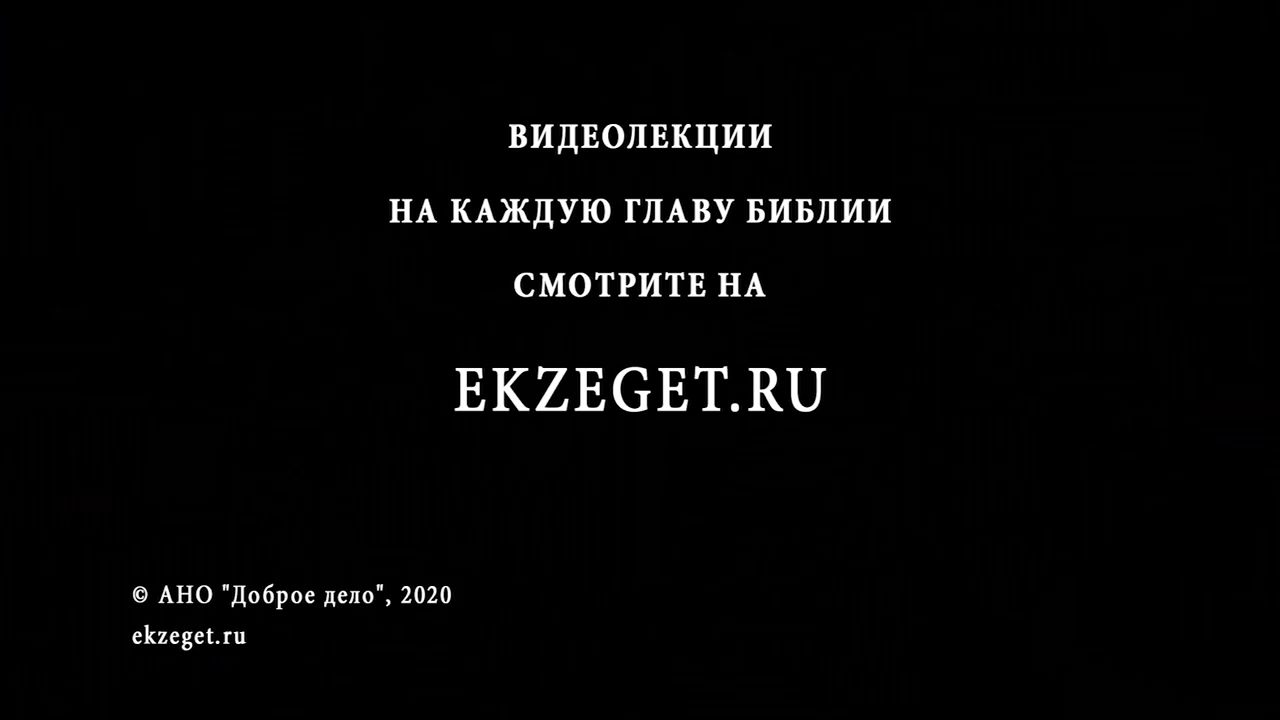 ВИДЕОЛЕКЦИИ
НА КАЖДУЮ ГЛАВУ БИБЛИИ
СМОТРИТЕ НА
EKZEGET.RU
© АНО "Доброе дело", 2020
ekzeget.ru